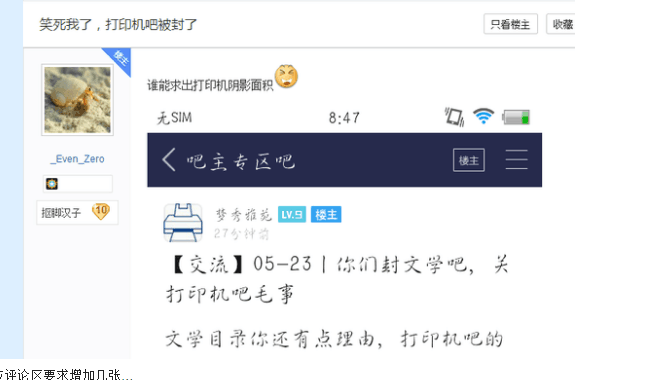 笑死我了，打印机吧被封了
只看楼主 收藏
楼主
谁能求出打印机阴影面积
无SIM 8:47
吧主专区吧 楼主
_Even_Zero
抠脚汉子 10
梦秀雅苑 LV.9 楼主
27分钟前
【交流】05-23丨你们封文学吧，关
打印机吧毛事
文学目录你还有点理由，打印机吧的
评论区要求增加几张...